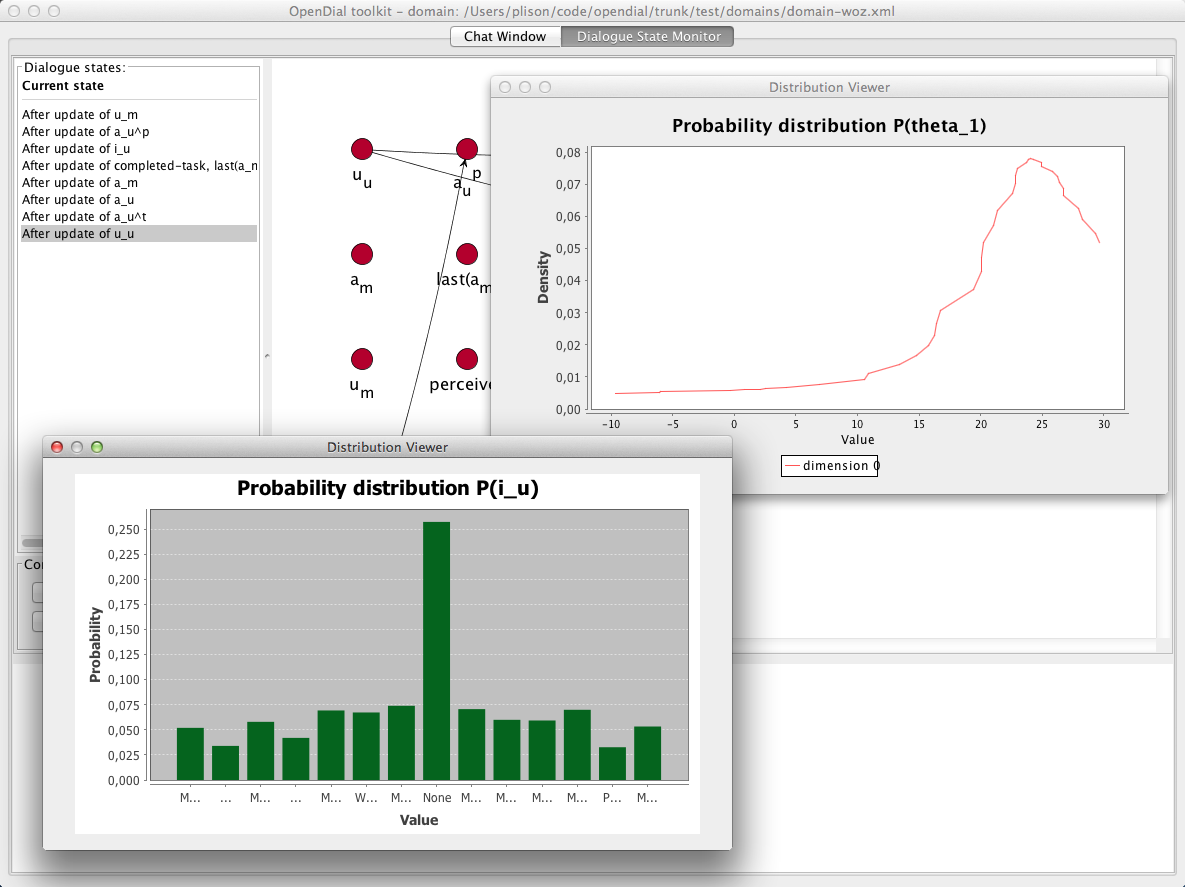 OpenDial toolkit – domain: /Users/plison/code/opendial/trunk/test/domains/domain-woz.xml
Chat Window
Dialogue State Monitor
Dialogue states:
Current state
After update of u_m
After update of a_u^p
After update of i_u
After update of completed-task, last(a_m
After update of a_m
After update of a_u
After update of a_u^t
After update of u_u
Con
u u
a u p
a m
last(a m
u m
perceive
Distribution Viewer
Probability distribution P(theta_1)
Density
0,08
0,07
0,06
0,05
0,04
0,03
0,02
0,01
0,00
-10 -5 0 5 10 15 20 25 30
Value
dimension 0
Distribution Viewer
Probability distribution P(i_u)
Probability
0,250
0,225
0,200
0,175
0,150
0,125
0,100
0,075
0,050
0,025
0,000
M... ... M... ... M... W... M... None M... M... M... M... P... M...
Value